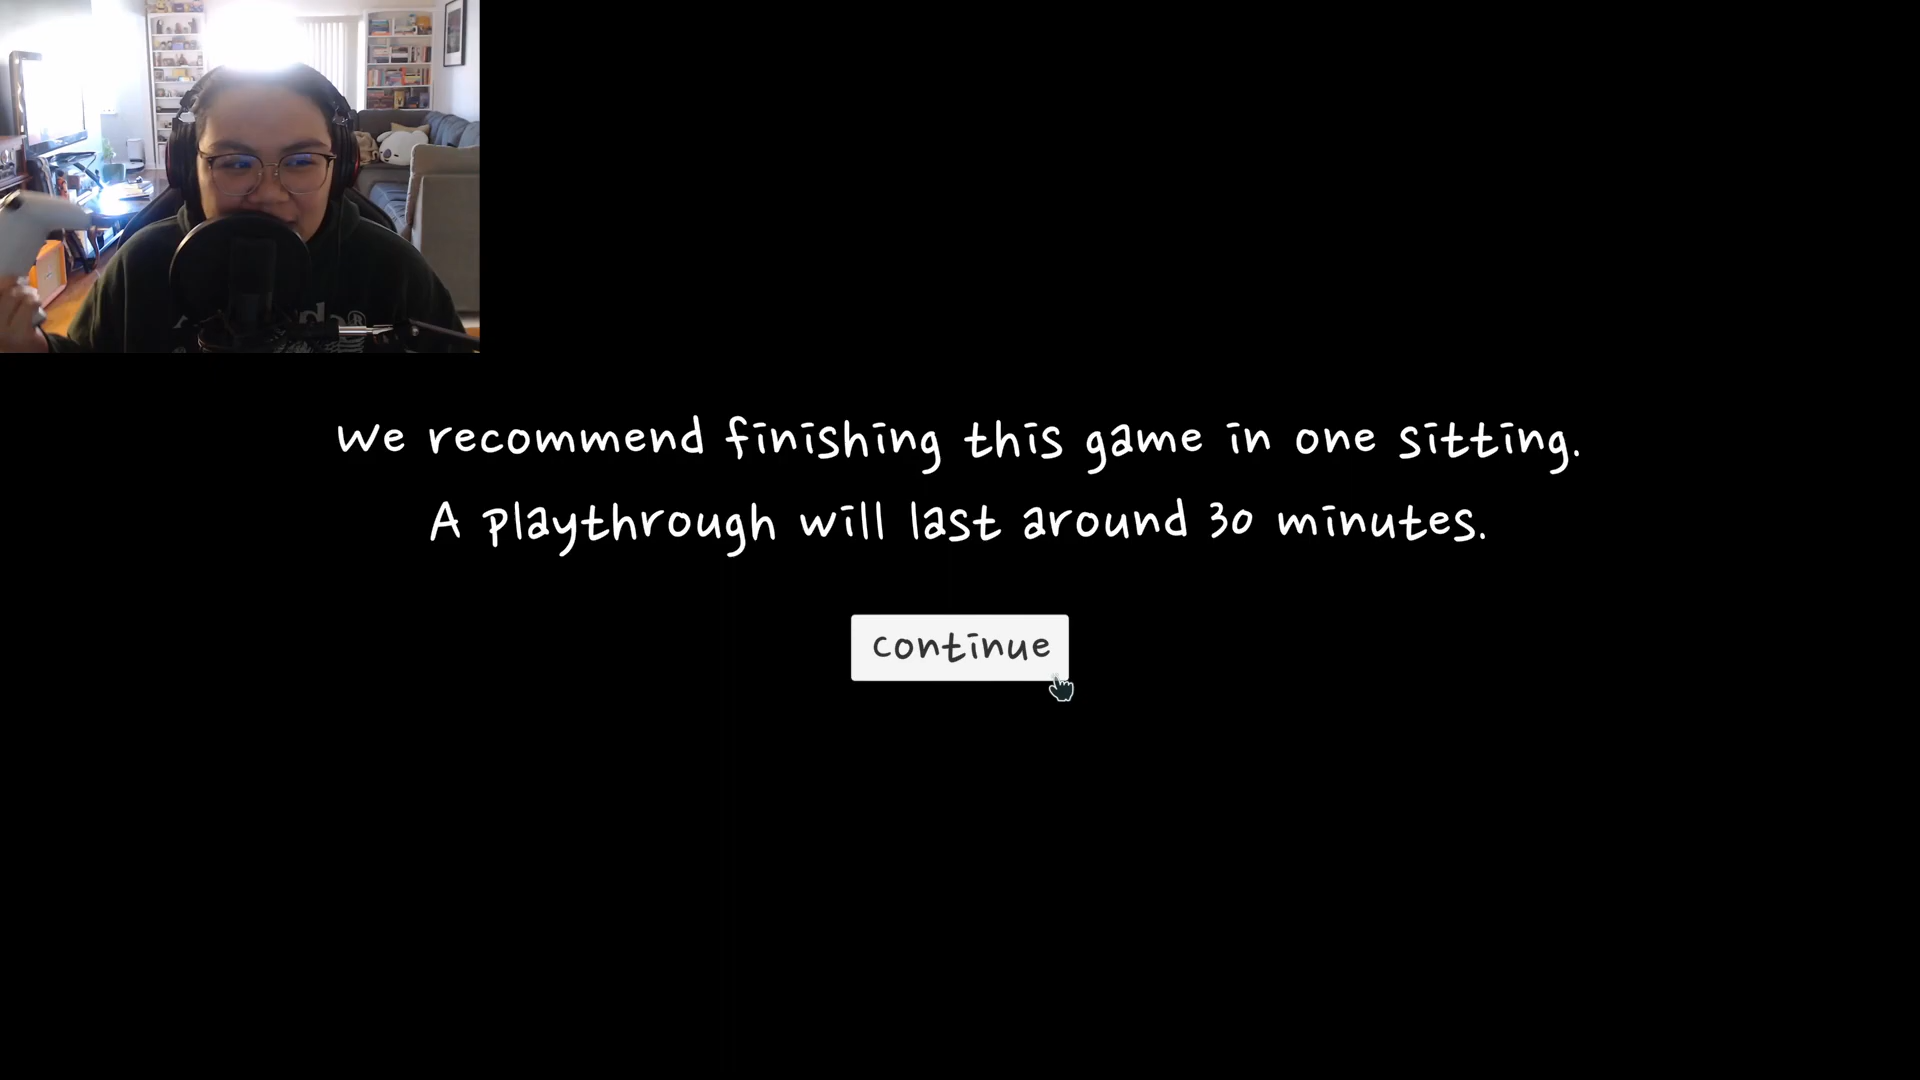 We recommend finishing this game in one sitting.
A playthrough will last around 30 minutes.
continue